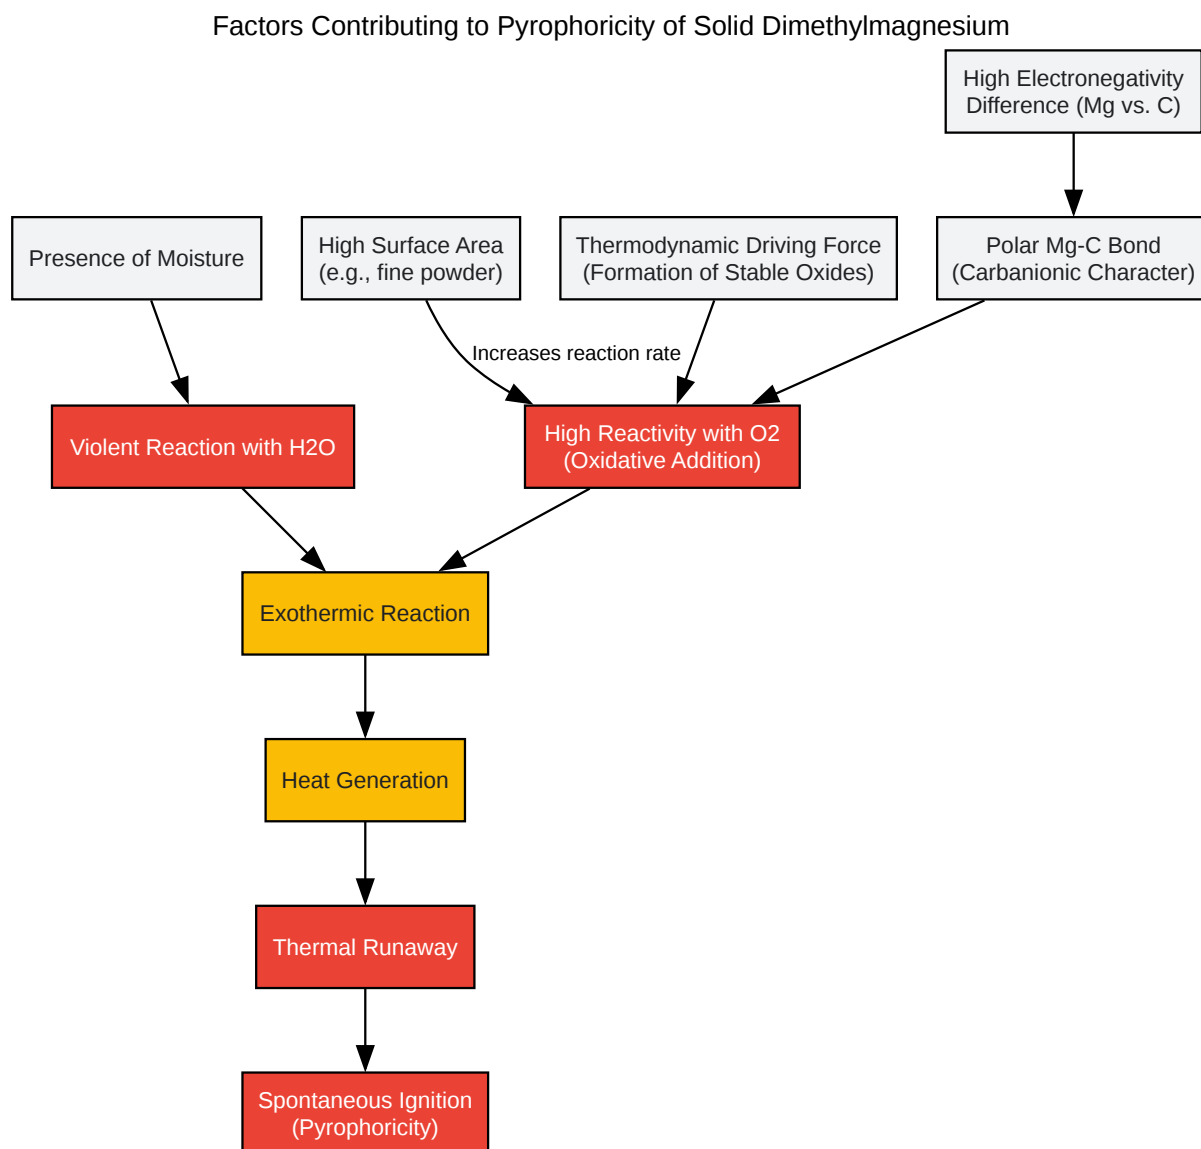 Factors Contributing to Pyrophoricity of Solid Dimethylmagnesium
High Electronegativity
Difference (Mg vs. C)
Presence of Moisture
High Surface Area
(e.g., fine powder)
Thermodynamic Driving Force
(Formation of Stable Oxides)
Polar Mg-C Bond
(Carbanionic Character)
Increases reaction rate
Violent Reaction with H2O
High Reactivity with O2
(Oxidative Addition)
Exothermic Reaction
Heat Generation
Thermal Runaway
Spontaneous Ignition
(Pyrophoricity)